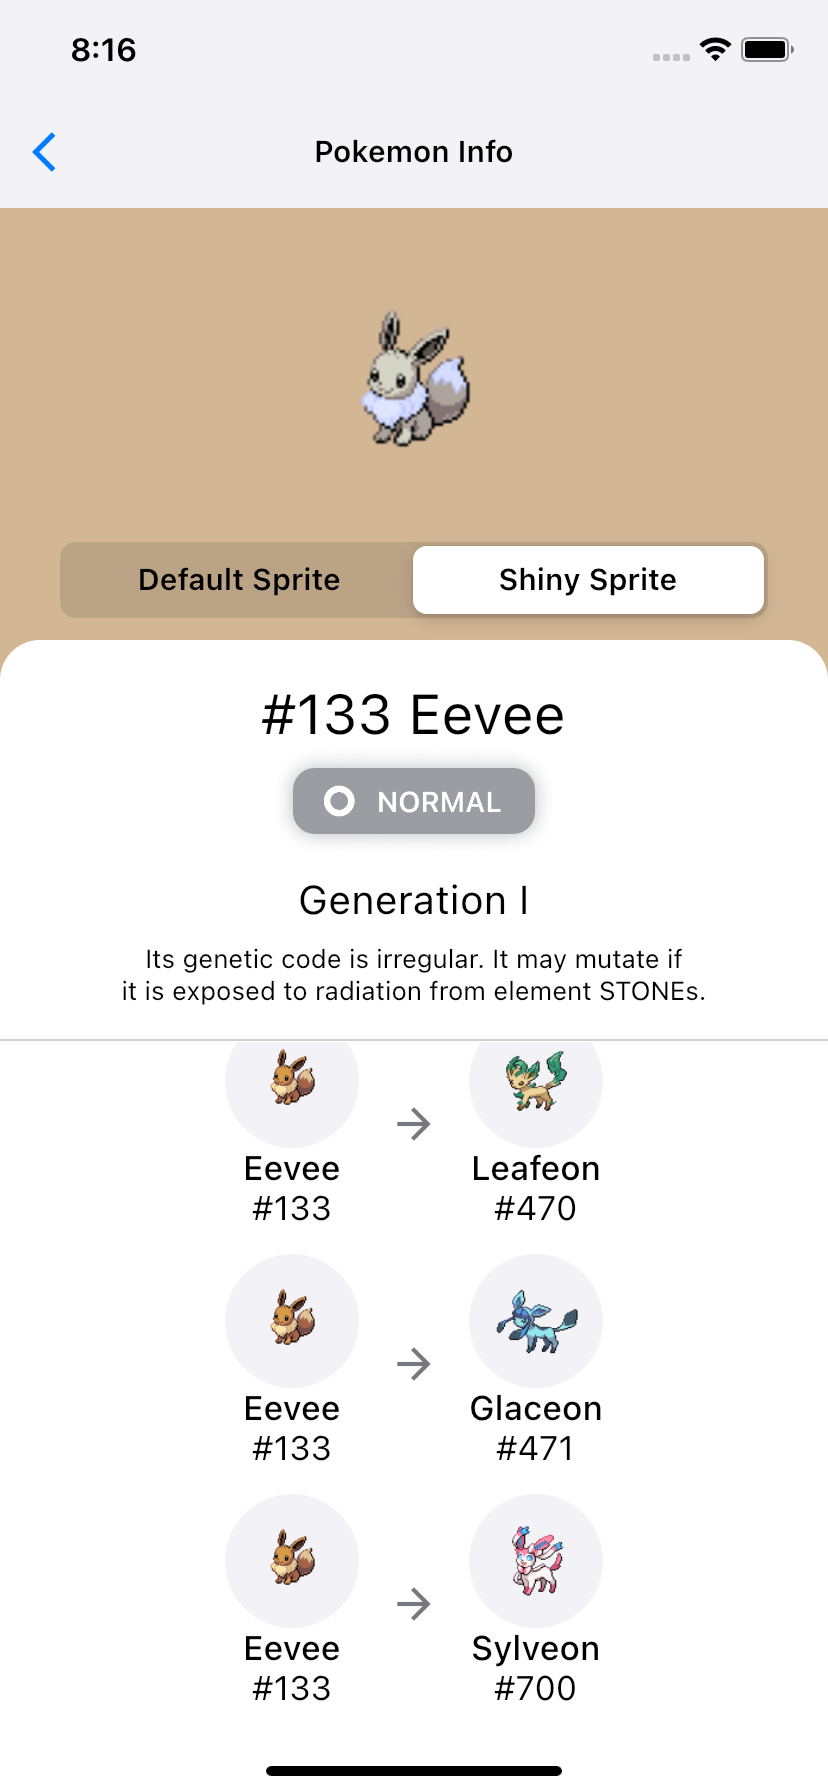 8:16
Pokemon Info
Default Sprite
Shiny Sprite
#133 Eevee
NORMAL
Generation I
Its genetic code is irregular. It may mutate if
it is exposed to radiation from element STONEs.
Eevee
#133
Leafeon
#470
Eevee
#133
Glaceon
#471
Eevee
#133
Sylveon
#700